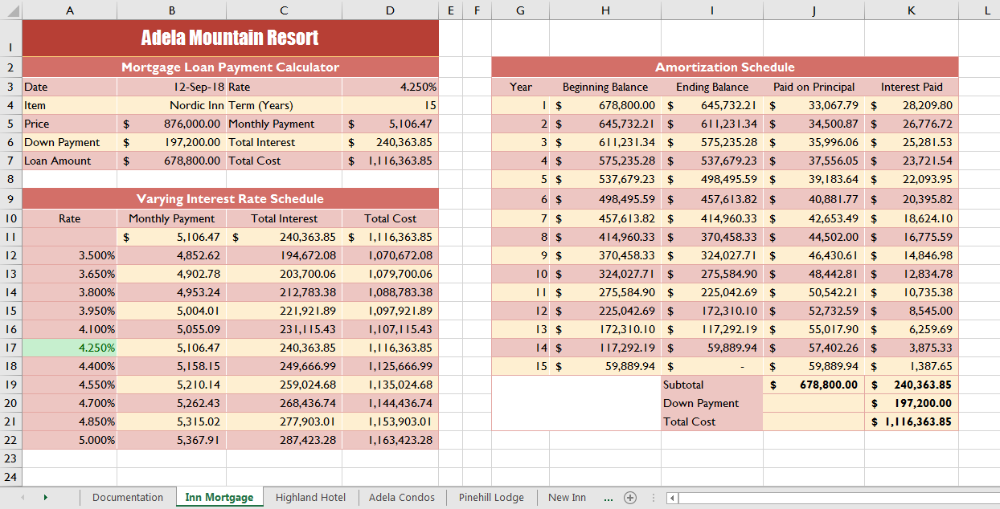 A B C D E F G H I J K L
1 Adela Mountain Resort
2 Mortgage Loan Payment Calculator Amortization Schedule
3 Date 12-Sep-18 Rate 4.250% Year Beginning Balance Ending Balance Paid on Principal Interest Paid
4 Item Nordic Inn Term (Years) 15 1 $ 678,800.00 $ 645,732.21 $ 33,067.79 $ 28,209.80
5 Price $ 876,000.00 Monthly Payment $ 5,106.47 2 $ 645,732.21 $ 611,231.34 $ 34,500.87 $ 26,776.72
6 Down Payment $ 197,200.00 Total Interest $ 240,363.85 3 $ 611,231.34 $ 575,235.28 $ 35,996.06 $ 25,281.53
7 Loan Amount $ 678,800.00 Total Cost $ 1,116,363.85 4 $ 575,235.28 $ 537,679.23 $ 37,556.05 $ 23,721.54
8 5 $ 537,679.23 $ 498,495.59 $ 39,183.64 $ 22,093.95
9 Varying Interest Rate Schedule 6 $ 498,495.59 $ 457,613.82 $ 40,881.77 $ 20,395.82
10 Rate Monthly Payment Total Interest Total Cost 7 $ 457,613.82 $ 414,960.33 $ 42,653.49 $ 18,624.10
11 $ 5,106.47 $ 240,363.85 $ 1,116,363.85 8 $ 414,960.33 $ 370,458.33 $ 44,502.00 $ 16,775.59
12 3.500% 4,852.62 194,672.08 1,070,672.08 9 $ 370,458.33 $ 324,027.71 $ 46,430.61 $ 14,846.98
13 3.650% 4,902.78 203,700.06 1,079,700.06 10 $ 324,027.71 $ 275,584.90 $ 48,442.81 $ 12,834.78
14 3.800% 4,953.24 212,783.38 1,088,783.38 11 $ 275,584.90 $ 225,042.69 $ 50,542.21 $ 10,735.38
15 3.950% 5,004.01 221,921.89 1,097,921.89 12 $ 225,042.69 $ 172,310.10 $ 52,732.59 $ 8,545.00
16 4.100% 5,055.09 231,115.43 1,107,115.43 13 $ 172,310.10 $ 117,292.19 $ 55,017.90 $ 6,259.69
17 4.250% 5,106.47 240,363.85 1,116,363.85 14 $ 117,292.19 $ 59,889.94 $ 57,402.26 $ 3,875.33
18 4.400% 5,158.15 249,666.99 1,125,666.99 15 $ 59,889.94 $ - $ 59,889.94 $ 1,387.65
19 4.550% 5,210.14 259,024.68 1,135,024.68 Subtotal $ 678,800.00 $ 240,363.85
20 4.700% 5,262.43 268,436.74 1,144,436.74 Down Payment $ 197,200.00
21 4.850% 5,315.02 277,903.01 1,153,903.01 Total Cost $ 1,116,363.85
22 5.000% 5,367.91 287,423.28 1,163,423.28
23
24
Documentation Inn Mortgage Highland Hotel Adela Condos Pinehill Lodge New Inn ...